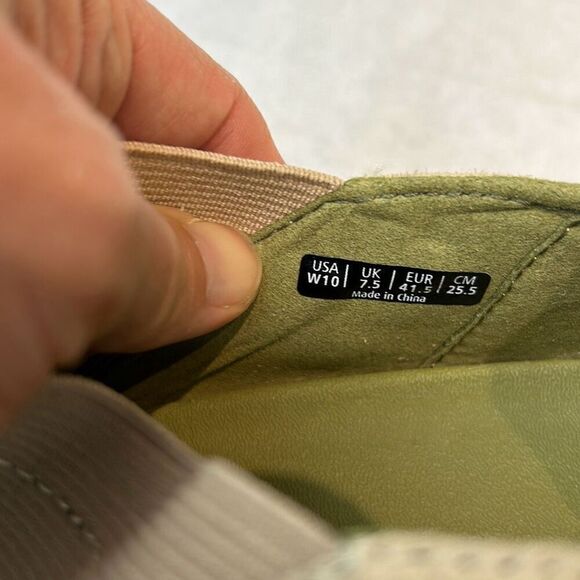 USA | UK | EUR | CM
W10 | 7.5 | 41.5 | 25.5
Made in China